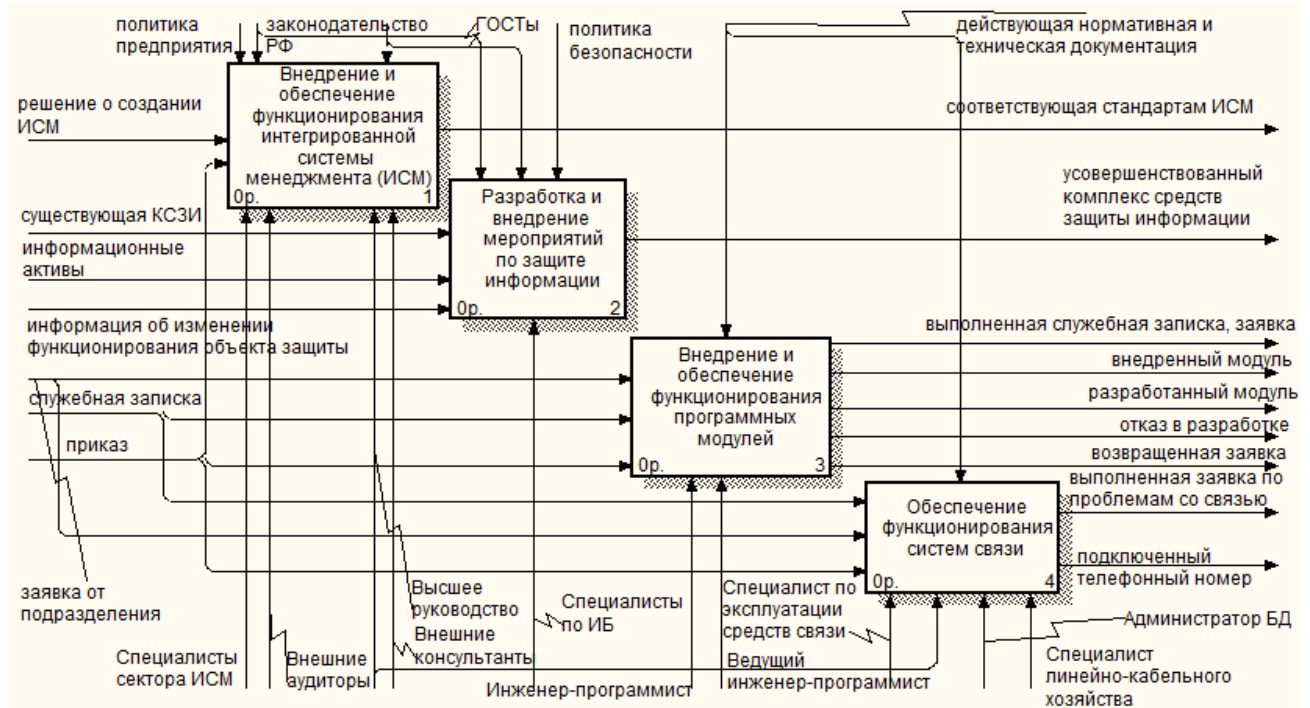 политика
предприятия
законодательство
РФ
ГОСТы
политика
безопасности
действующая нормативная и
техническая документация
решение о создании
ИСМ
Внедрение и
обеспечение
функционирования
интегрированной
системы
менеджмента (ИСМ)
0р. 1
соответствующая стандартам ИСМ
существующая КСЗИ
информационные
активы
информация об изменении
функционирования объекта защиты
Разработка и
внедрение
мероприятий
по защите
информации
0р. 2
усовершенствованный
комплекс средств
защиты информации
служебная записка
приказ
Внедрение и
обеспечение
функционирования
программных
модулей
0р. 3
выполненная служебная записка, заявка
внедренный модуль
разработанный модуль
отказ в разработке
возвращенная заявка
выполненная заявка по
проблемам со связью
Обеспечение
функционирования
систем связи
0р. 4
подключенный
телефонный номер
заявка от
подразделения
Специалисты
сектора ИСМ
Внешние
аудиторы
Высшее
руководство
Внешние
консультанты
Специалисты
по ИБ
Инженер-программист
Специалист по
эксплуатации
средств связи
Ведущий
инженер-программист
Администратор БД
Специалист
линейно-кабельного
хозяйства